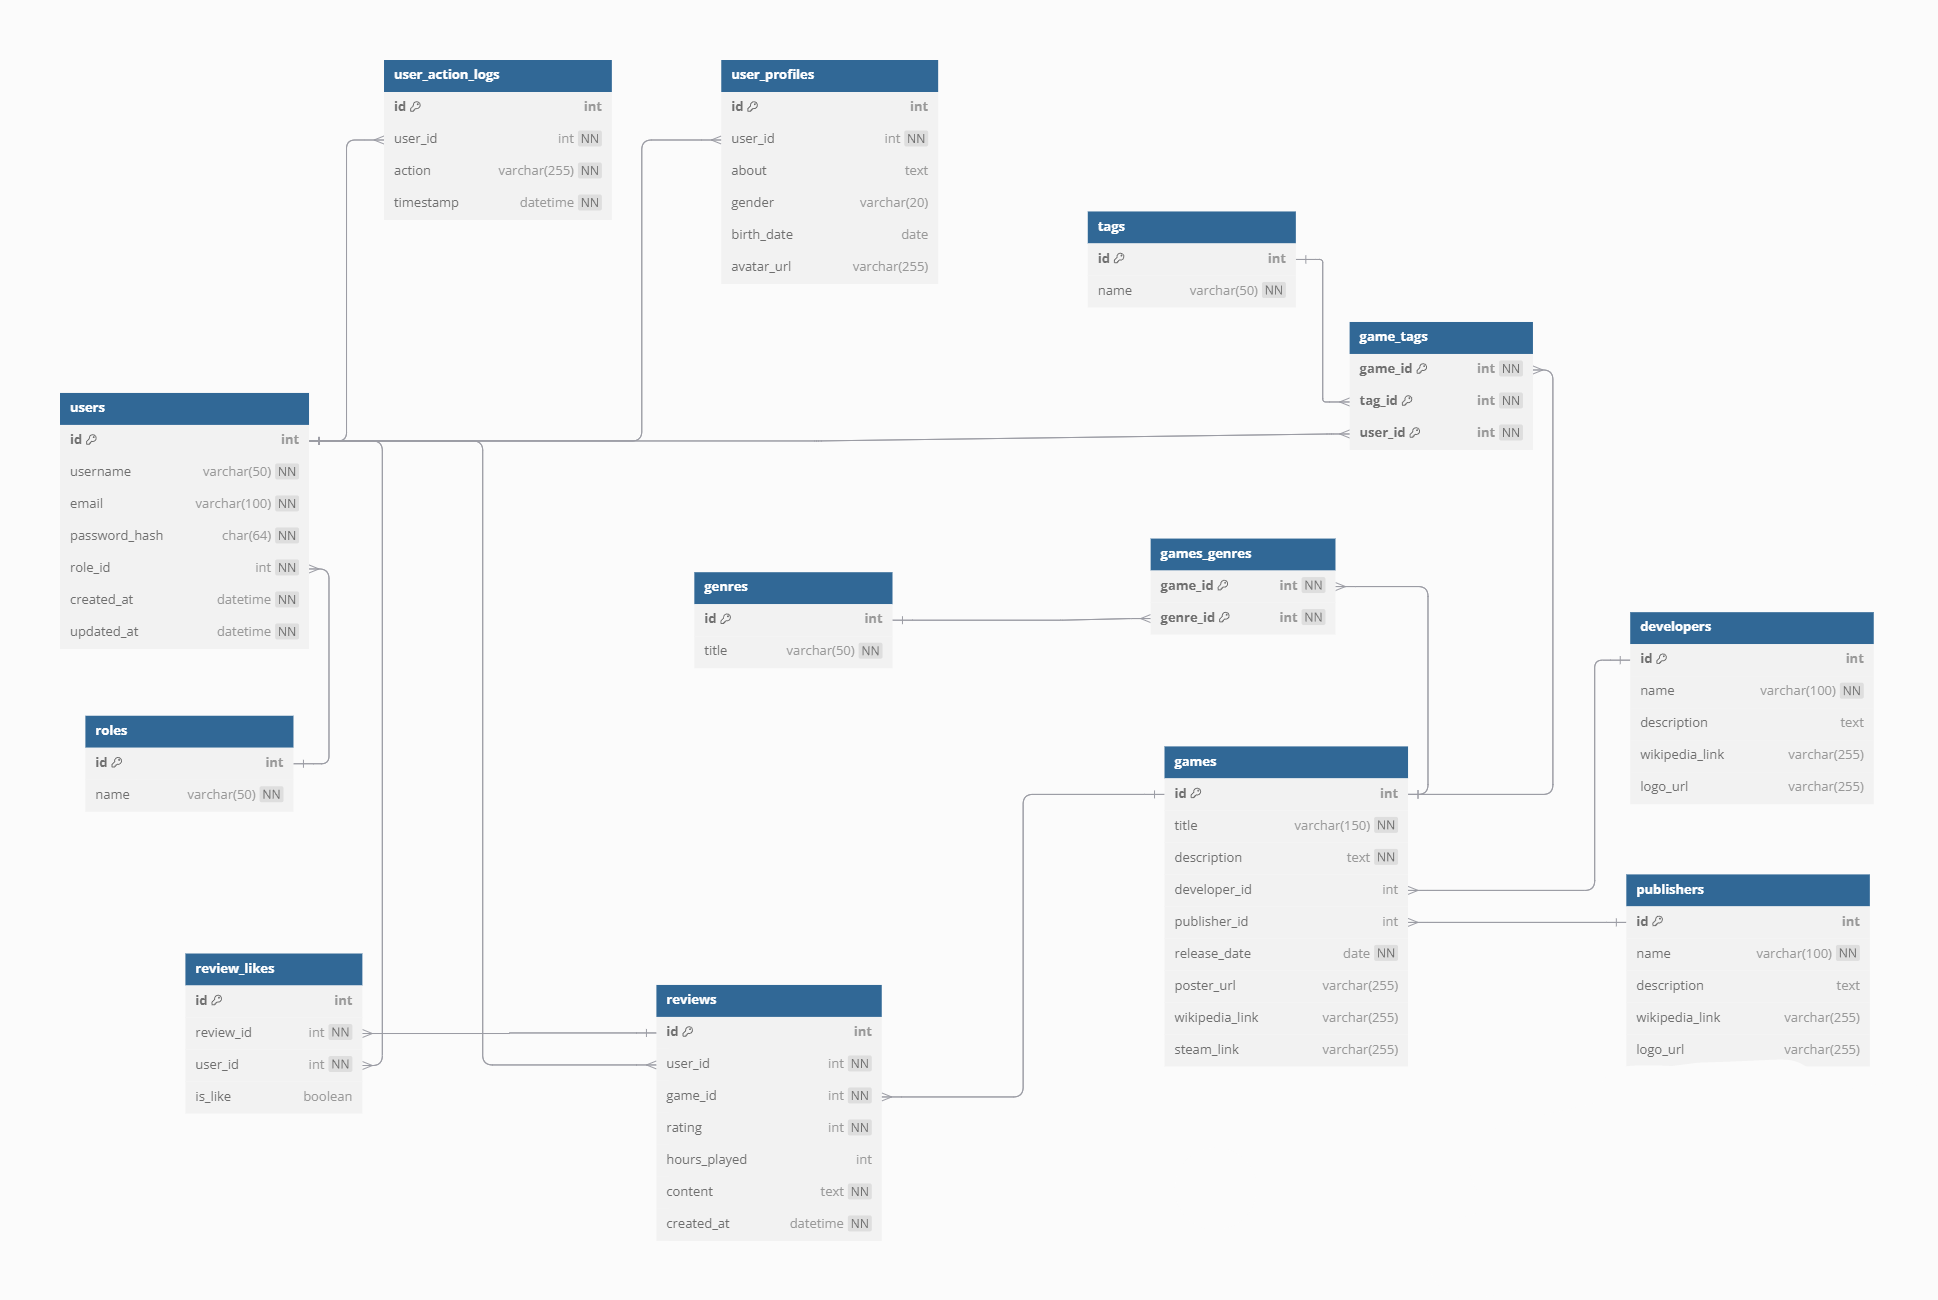 user_action_logs
id int
user_id int NN
action varchar(255) NN
timestamp datetime NN
user_profiles
id int
user_id int NN
about text
gender varchar(20)
birth_date date
avatar_url varchar(255)
tags
id int
name varchar(50) NN
game_tags
game_id int NN
tag_id int NN
user_id int NN
users
id int
username varchar(50) NN
email varchar(100) NN
password_hash char(64) NN
role_id int NN
created_at datetime NN
updated_at datetime NN
games_genres
game_id int NN
genre_id int NN
genres
id int
title varchar(50) NN
developers
id int
name varchar(100) NN
description text
wikipedia_link varchar(255)
logo_url varchar(255)
roles
id int
name varchar(50) NN
games
id int
title varchar(150) NN
description text NN
developer_id int
publisher_id int
release_date date NN
poster_url varchar(255)
wikipedia_link varchar(255)
steam_link varchar(255)
publishers
id int
name varchar(100) NN
description text
wikipedia_link varchar(255)
logo_url varchar(255)
review_likes
id int
review_id int NN
user_id int NN
is_like boolean
reviews
id int
user_id int NN
game_id int NN
rating int NN
hours_played int
content text NN
created_at datetime NN